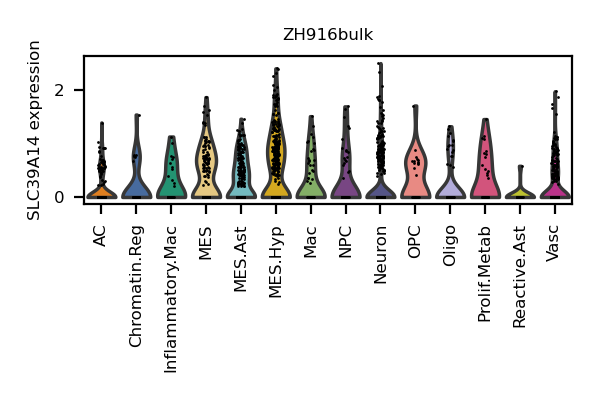 ZH916bulk
SLC39A14 expression
2
0
AC
Chromatin.Reg
Inflammatory.Mac
MES
MES.Ast
MES.Hyp
Mac
NPC
Neuron
OPC
Oligo
Prolif.Metab
Reactive.Ast
Vasc